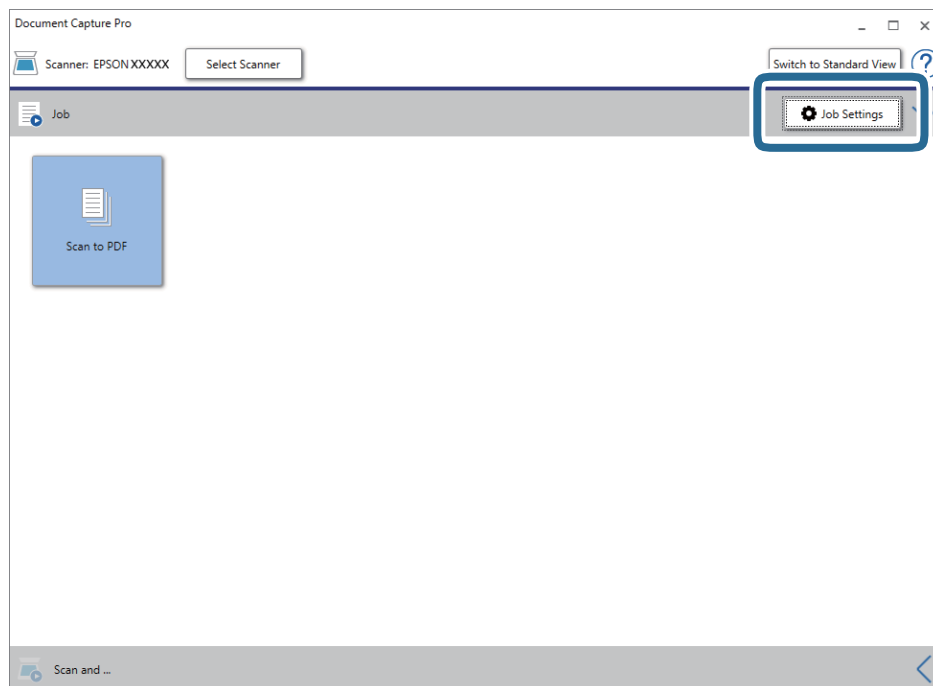 Document Capture Pro
Scanner: EPSON XXXXX Select Scanner Switch to Standard View ?
Job Job Settings
Scan to PDF
Scan and ...